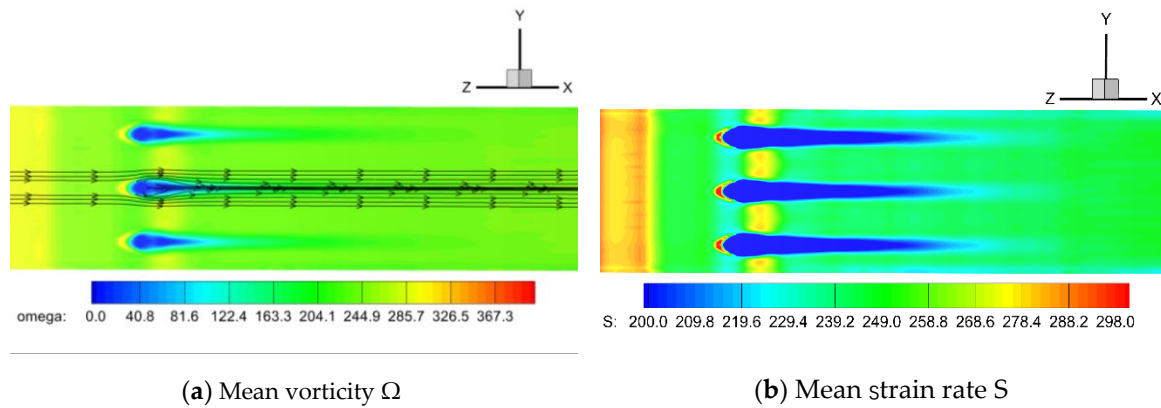 Y
Z X
Y
Z X
omega: 0.0 40.8 81.6 122.4 163.3 204.1 244.9 285.7 326.5 367.3
S: 200.0 209.8 219.6 229.4 239.2 249.0 258.8 268.6 278.4 288.2 298.0
(a) Mean vorticity Ω
(b) Mean strain rate S